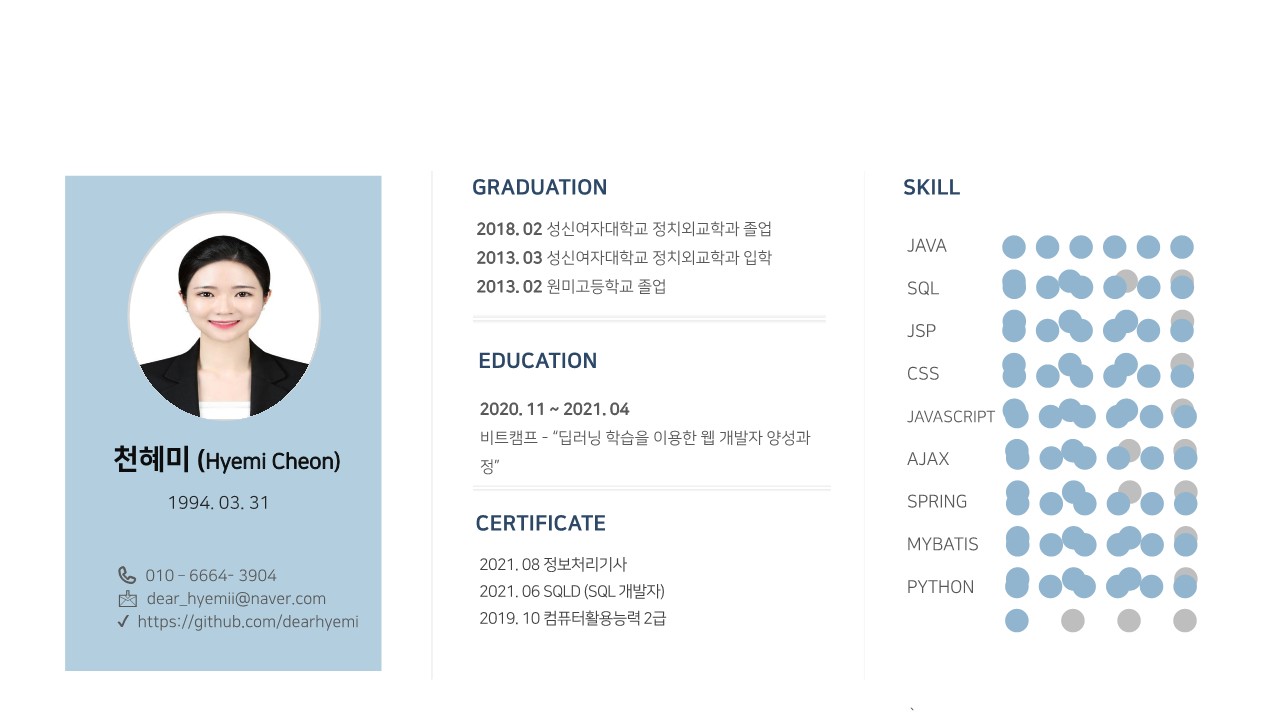 천혜미 (Hyemi Cheon)
1994. 03. 31
010 – 6664- 3904
dear_hyemii@naver.com
https://github.com/dearhyemi
GRADUATION
2018. 02 성신여자대학교 정치외교학과 졸업
2013. 03 성신여자대학교 정치외교학과 입학
2013. 02 원미고등학교 졸업
EDUCATION
2020. 11 ~ 2021. 04
비트캠프 - “딥러닝 학습을 이용한 웹 개발자 양성과
정”
CERTIFICATE
2021. 08 정보처리기사
2021. 06 SQLD (SQL 개발자)
2019. 10 컴퓨터활용능력 2급
SKILL
JAVA
SQL
JSP
CSS
JAVASCRIPT
AJAX
SPRING
MYBATIS
PYTHON